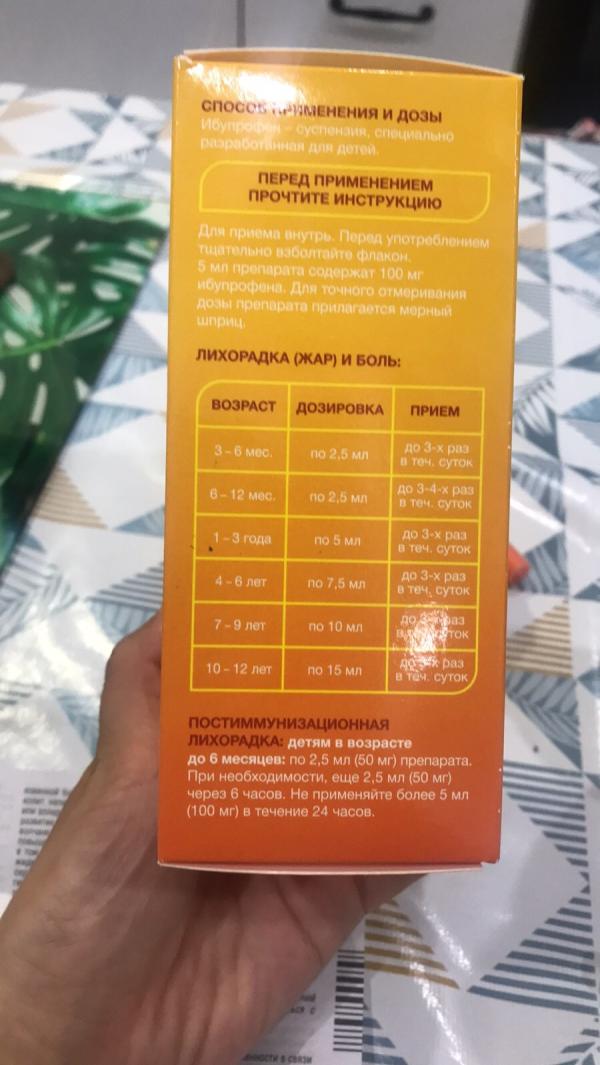 СПОСОБ ПРИМЕНЕНИЯ И ДОЗЫ
Ибупрофен – суспензия, специально
разработанная для детей.
ПЕРЕД ПРИМЕНЕНИЕМ
ПРОЧТИТЕ ИНСТРУКЦИЮ
Для приема внутрь. Перед употреблением
тщательно взболтайте флакон.
5 мл препарата содержат 100 мг
ибупрофена. Для точного отмеривания
дозы препарата прилагается мерный
шприц.
ЛИХОРАДКА (ЖАР) И БОЛЬ:
ВОЗРАСТ ДОЗИРОВКА ПРИЕМ
3 – 6 мес. по 2,5 мл до 3-х раз
в теч. суток
6 – 12 мес. по 2,5 мл до 3-4-х раз
в теч. суток
1 – 3 года по 5 мл до 3-х раз
в теч. суток
4 – 6 лет по 7,5 мл до 3-х раз
в теч. суток
7 – 9 лет по 10 мл до раз
суток
10 – 12 лет по 15 мл до раз
в теч. суток
ПОСТИММУНИЗАЦИОННАЯ
ЛИХОРАДКА: детям в возрасте
до 6 месяцев: по 2,5 мл (50 мг) препарата.
При необходимости, еще 2,5 мл (50 мг)
через 6 часов. Не применяйте более 5 мл
(100 мг) в течение 24 часов.